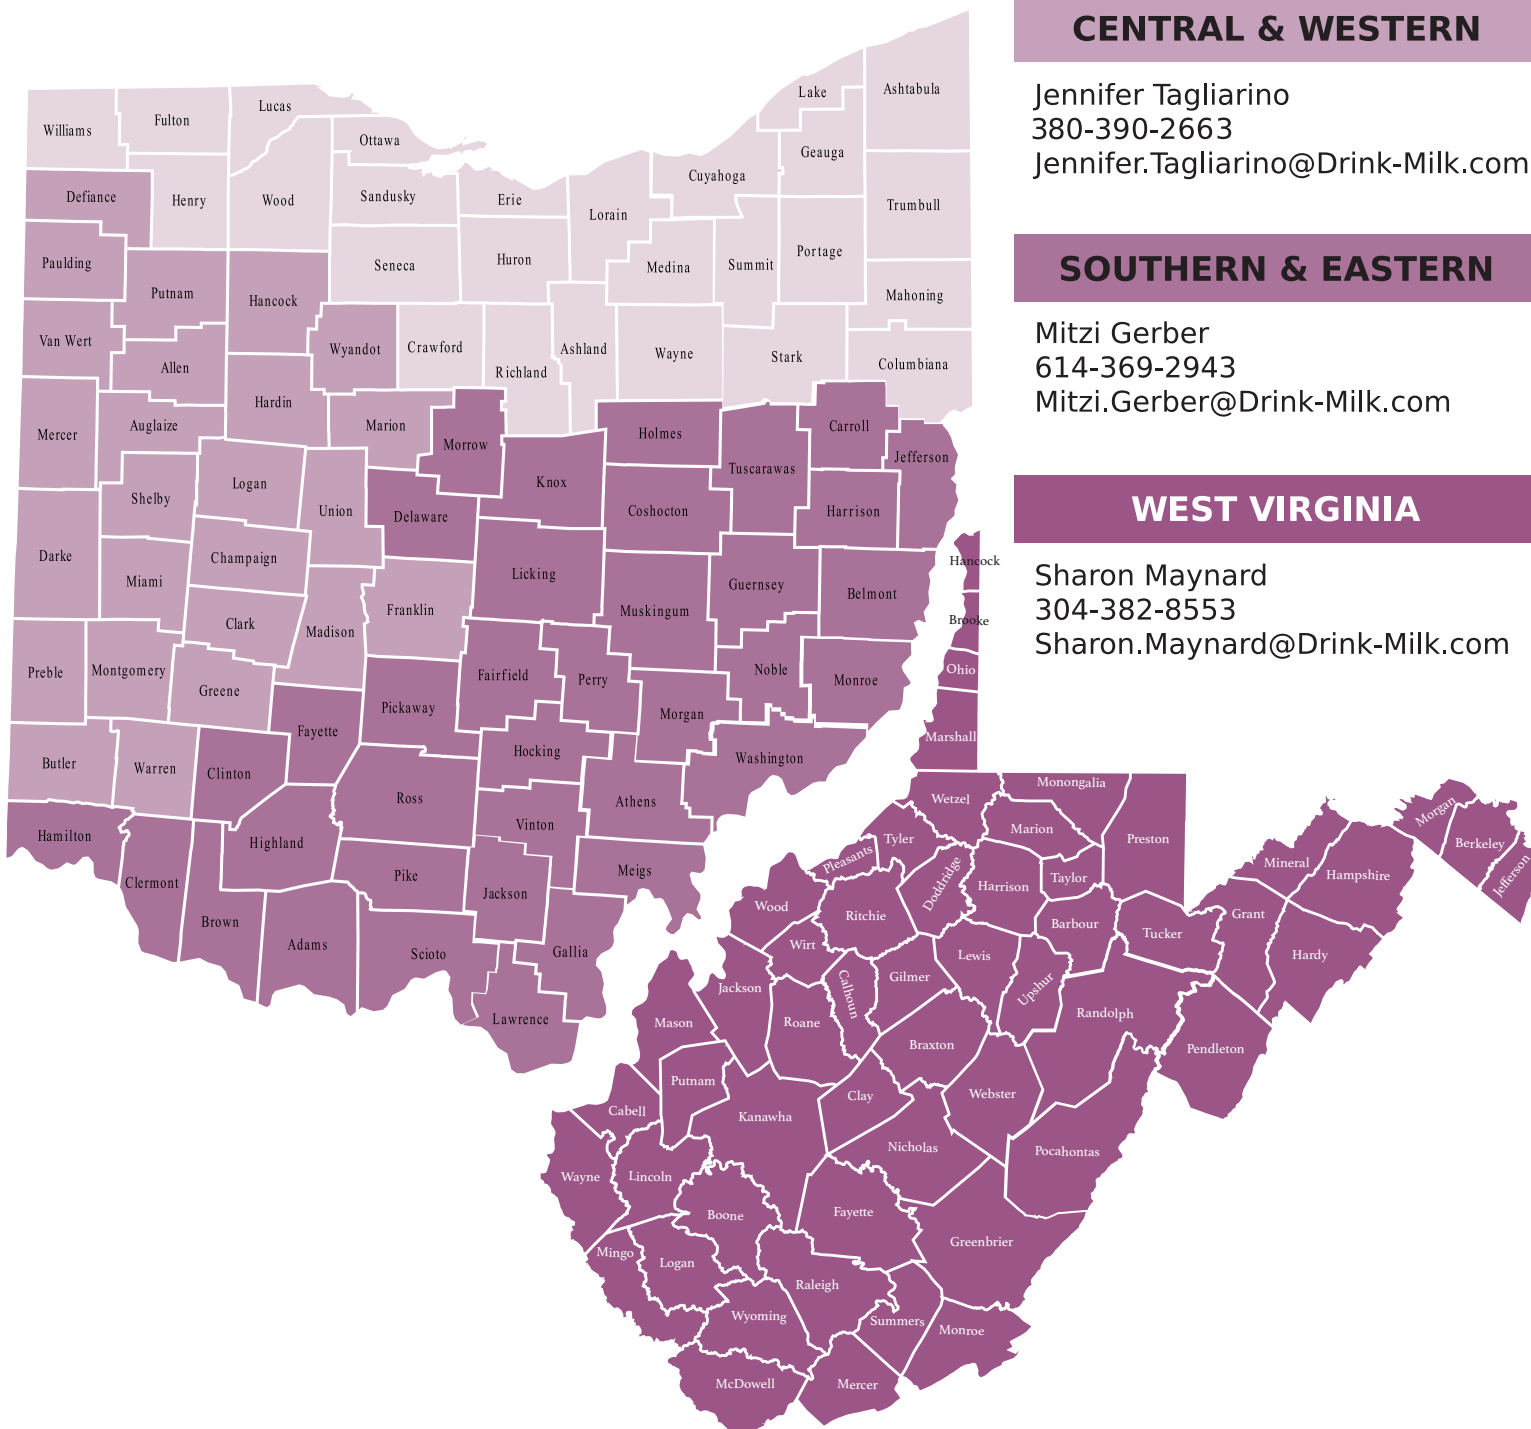 CENTRAL & WESTERN
Jennifer Tagliarino
380-390-2663
Jennifer.Tagliarino@Drink-Milk.com
SOUTHERN & EASTERN
Mitzi Gerber
614-369-2943
Mitzi.Gerber@Drink-Milk.com
WEST VIRGINIA
Sharon Maynard
304-382-8553
Sharon.Maynard@Drink-Milk.com
Williams
Fulton
Lucas
Ottawa
Lake
Ashtabula
Geauga
Cuyahoga
Defiance
Henry
Wood
Sandusky
Erie
Lorain
Trumbull
Paulding
Putnam
Hancock
Seneca
Huron
Medina
Summit
Portage
Mahoning
Van Wert
Allen
Wyandot
Crawford
Richland
Ashland
Wayne
Stark
Columbiana
Mercer
Auglaize
Hardin
Marion
Morrow
Holmes
Carroll
Jefferson
Tuscarawas
Knox
Shelby
Logan
Union
Delaware
Coshocton
Harrison
Darke
Miami
Champaign
Licking
Guernsey
Belmont
Muskingum
Clark
Madison
Franklin
Preble
Montgomery
Greene
Fairfield
Perry
Noble
Monroe
Pickaway
Morgan
Fayette
Butler
Warren
Clinton
Hocking
Washington
Ross
Athens
Vinton
Hamilton
Highland
Clermont
Pike
Jackson
Meigs
Brown
Adams
Scioto
Gallia
Lawrence
Hancock
Brooke
Ohio
Marshall
Wetzel
Monongalia
Marion
Preston
Tyler
Pleasants
Doddridge
Harrison
Taylor
Mineral
Hampshire
Morgan
Berkeley
Jefferson
Wood
Ritchie
Barbour
Tucker
Grant
Hardy
Wirt
Calhoun
Gilmer
Lewis
Upshur
Randolph
Pendleton
Jackson
Mason
Roane
Braxton
Putnam
Cabell
Kanawha
Clay
Webster
Nicholas
Pocahontas
Wayne
Lincoln
Boone
Fayette
Greenbrier
Mingo
Logan
Raleigh
Wyoming
Summers
Monroe
McDowell
Mercer